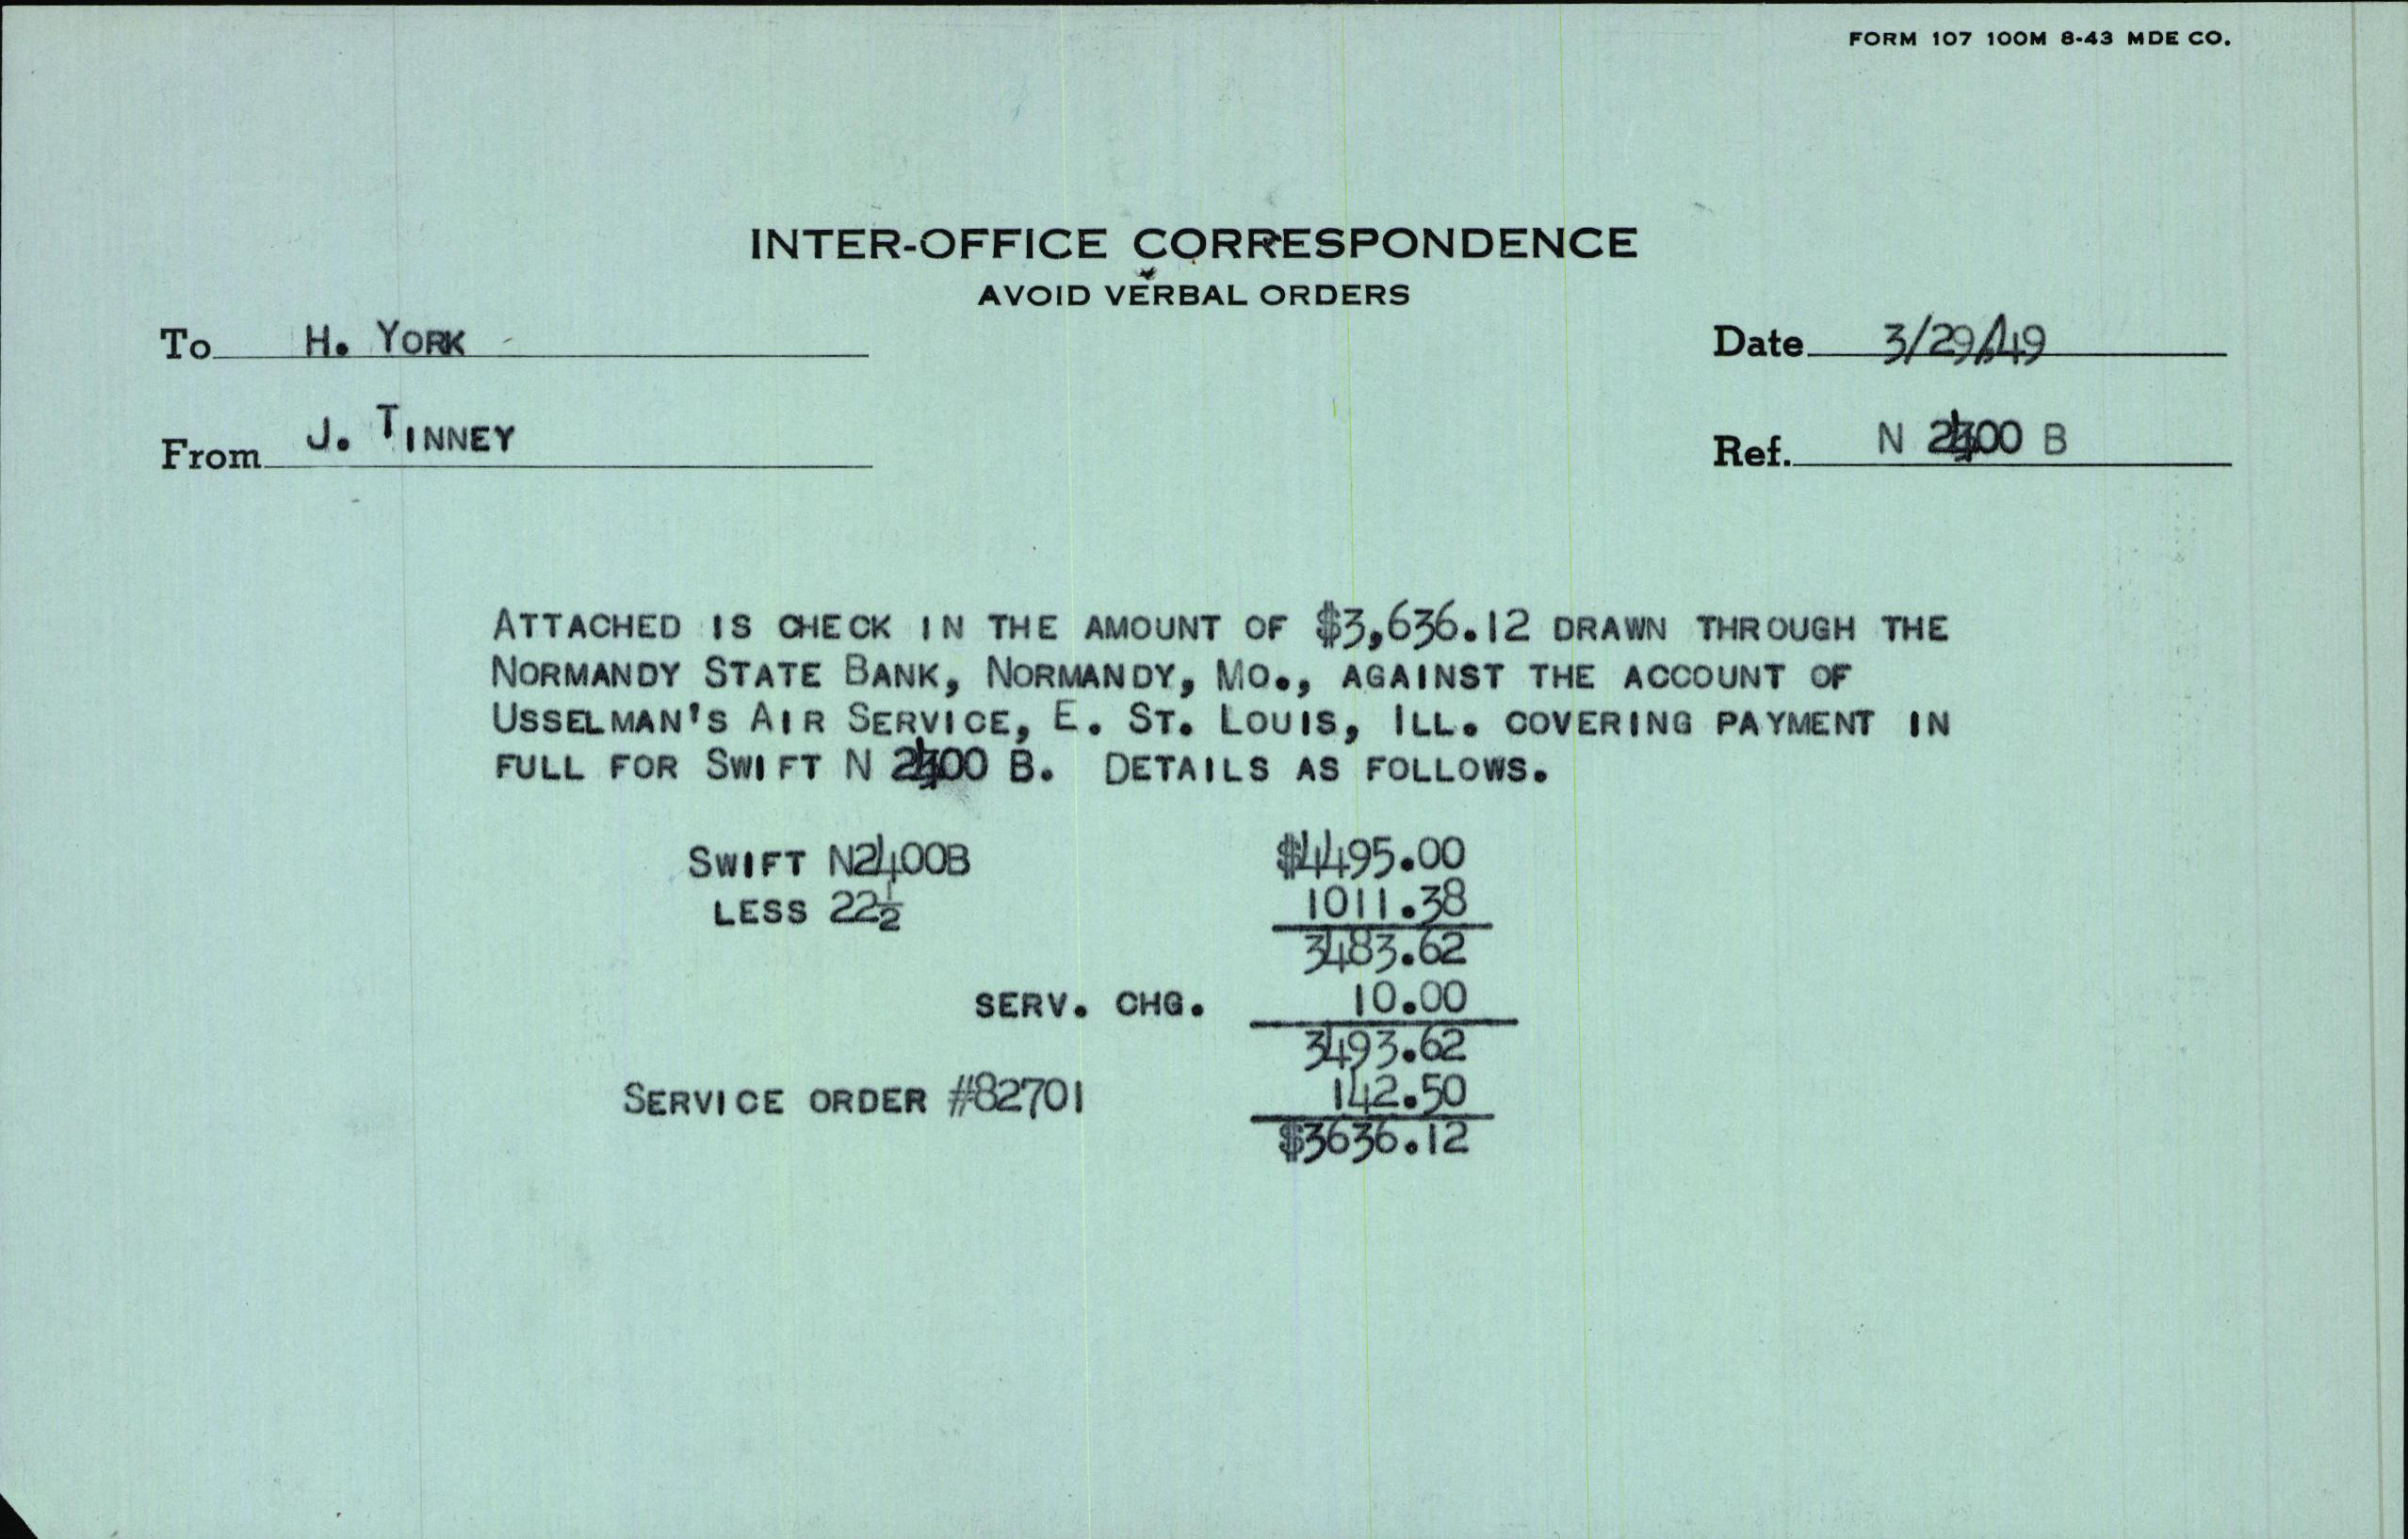 FORM 107 100M 8-43 MDE CO.
INTER-OFFICE CORRESPONDENCE
AVOID VERBAL ORDERS
To H. YORK Date 3/29/49
From J. TINNEY Ref. N 2400 B
ATTACHED IS CHECK IN THE AMOUNT OF $3,636.12 DRAWN THROUGH THE
NORMANDY STATE BANK, NORMANDY, MO., AGAINST THE ACCOUNT OF
USSELMAN'S AIR SERVICE, E. ST. LOUIS, ILL. COVERING PAYMENT IN
FULL FOR SWIFT N 2400 B. DETAILS AS FOLLOWS.
SWIFT N2400B $4495.00
LESS 22½ 1011.38
3483.62
SERV. CHG. 10.00
3493.62
SERVICE ORDER #82701 142.50
$3636.12